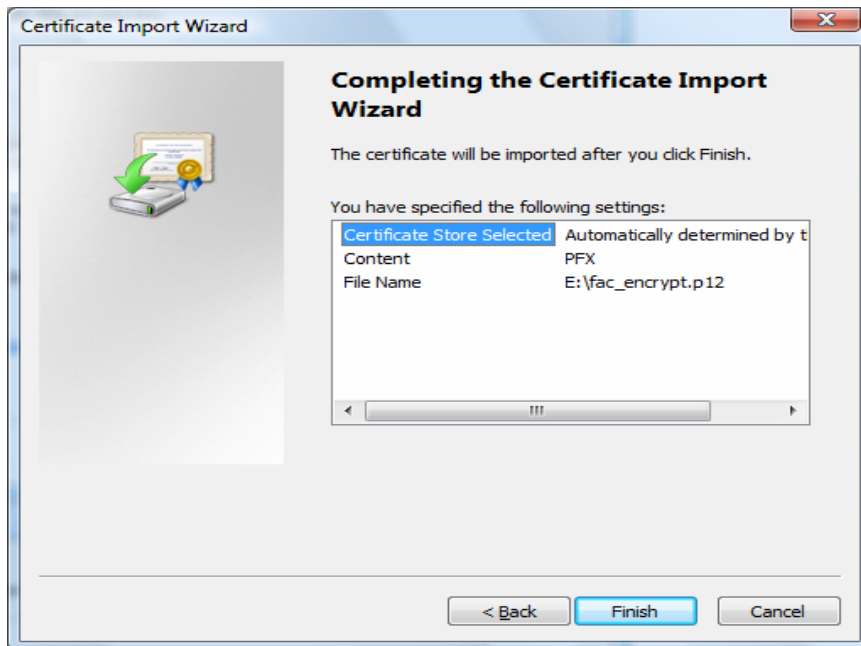 Certificate Import Wizard
Completing the Certificate Import
Wizard
The certificate will be imported after you click Finish.
You have specified the following settings:
Certificate Store Selected Automatically determined by t
Content PFX
File Name E:\fac_encrypt.p12
< Back Finish Cancel